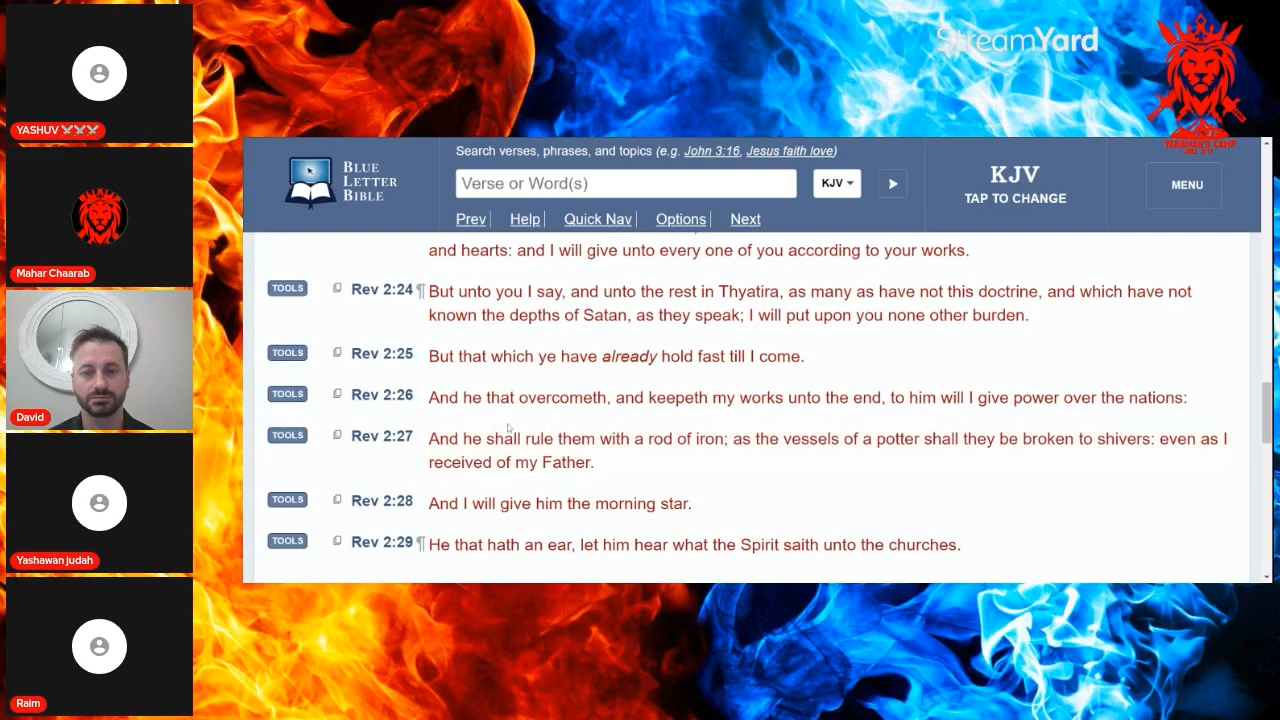 StreamYard
YASHUV
Mahar Chaarab
David
Yashawan judah
Raim
YAHAWAH'S CAMP
BLUE
LETTER
BIBLE
Search verses, phrases, and topics (e.g. John 3:16, Jesus faith love)
Verse or Word(s)
KJV
Prev Help Quick Nav Options Next
KJV
TAP TO CHANGE
MENU
and hearts: and I will give unto every one of you according to your works.
TOOLS Rev 2:24 ¶ But unto you I say, and unto the rest in Thyatira, as many as have not this doctrine, and which have not
known the depths of Satan, as they speak; I will put upon you none other burden.
TOOLS Rev 2:25 But that which ye have already hold fast till I come.
TOOLS Rev 2:26 And he that overcometh, and keepeth my works unto the end, to him will I give power over the nations:
TOOLS Rev 2:27 And he shall rule them with a rod of iron; as the vessels of a potter shall they be broken to shivers: even as I
received of my Father.
TOOLS Rev 2:28 And I will give him the morning star.
TOOLS Rev 2:29 ¶ He that hath an ear, let him hear what the Spirit saith unto the churches.